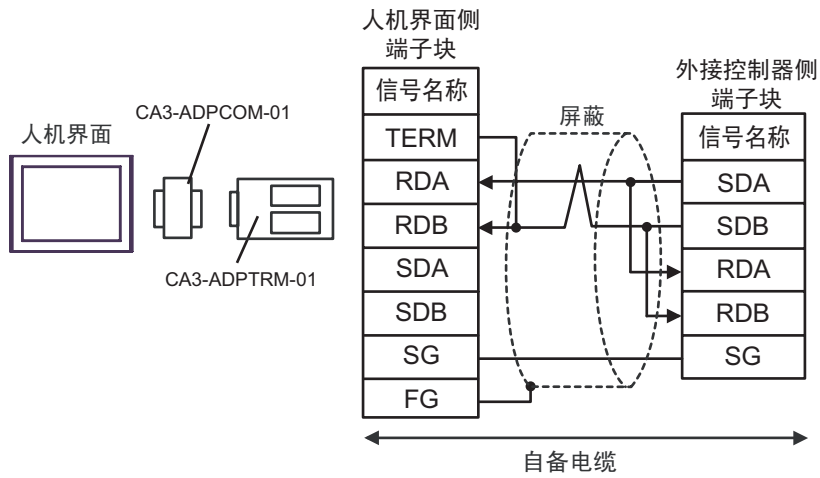 人机界面侧
端子块
外接控制器侧
端子块
CA3-ADPCOM-01
人机界面
CA3-ADPTRM-01
屏蔽
信号名称
TERM
RDA
RDB
SDA
SDB
SG
FG
信号名称
SDA
SDB
RDA
RDB
SG
自备电缆